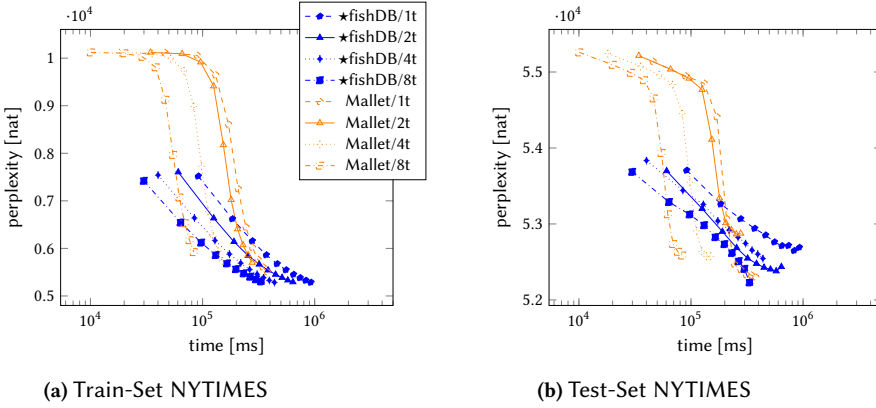 ·10⁴
1
0.9
0.8
0.7
0.6
0.5
10⁴
10⁵
10⁶
perplexity [nat]
time [ms]
★fishDB/1t
★fishDB/2t
★fishDB/4t
★fishDB/8t
Mallet/1t
Mallet/2t
Mallet/4t
Mallet/8t
(a) Train-Set NYTIMES
·10⁴
5.5
5.4
5.3
5.2
10⁴
10⁵
10⁶
perplexity [nat]
time [ms]
(b) Test-Set NYTIMES